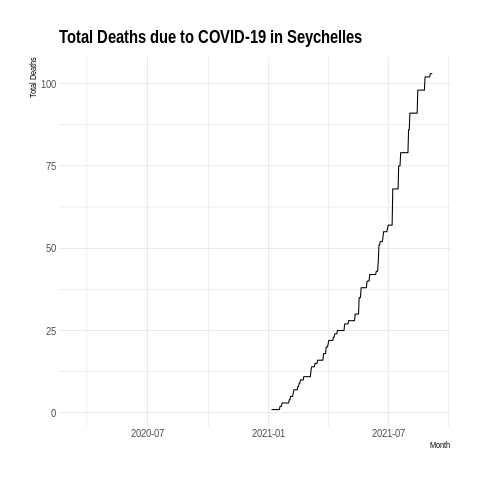 Total Deaths due to COVID-19 in Seychelles
Total Deaths
100
75
50
25
0
2020-07 2021-01 2021-07
Month